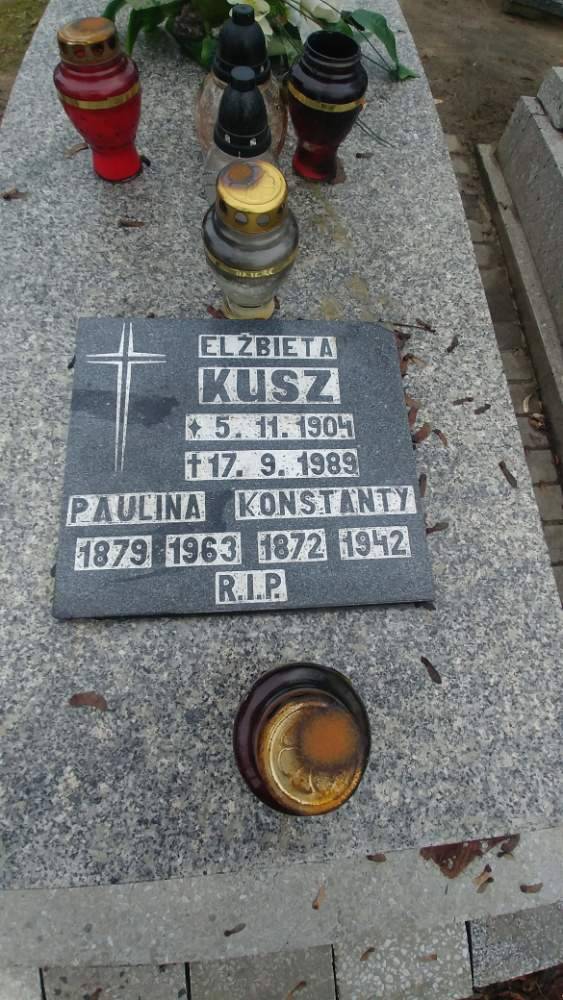 ELŻBIETA
KUSZ
✦ 5. 11. 1904
† 17. 9. 1989
PAULINA KONSTANTY
1879 1963 1872 1942
R.I.P.